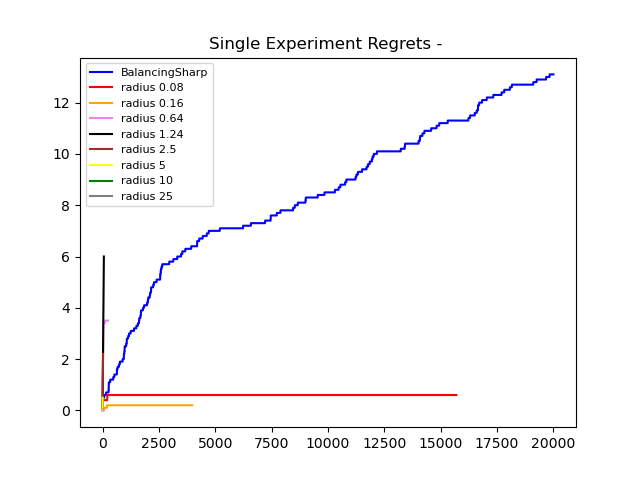 Single Experiment Regrets -
BalancingSharp
radius 0.08
radius 0.16
radius 0.64
radius 1.24
radius 2.5
radius 5
radius 10
radius 25
12
10
8
6
4
2
0
0 2500 5000 7500 10000 12500 15000 17500 20000